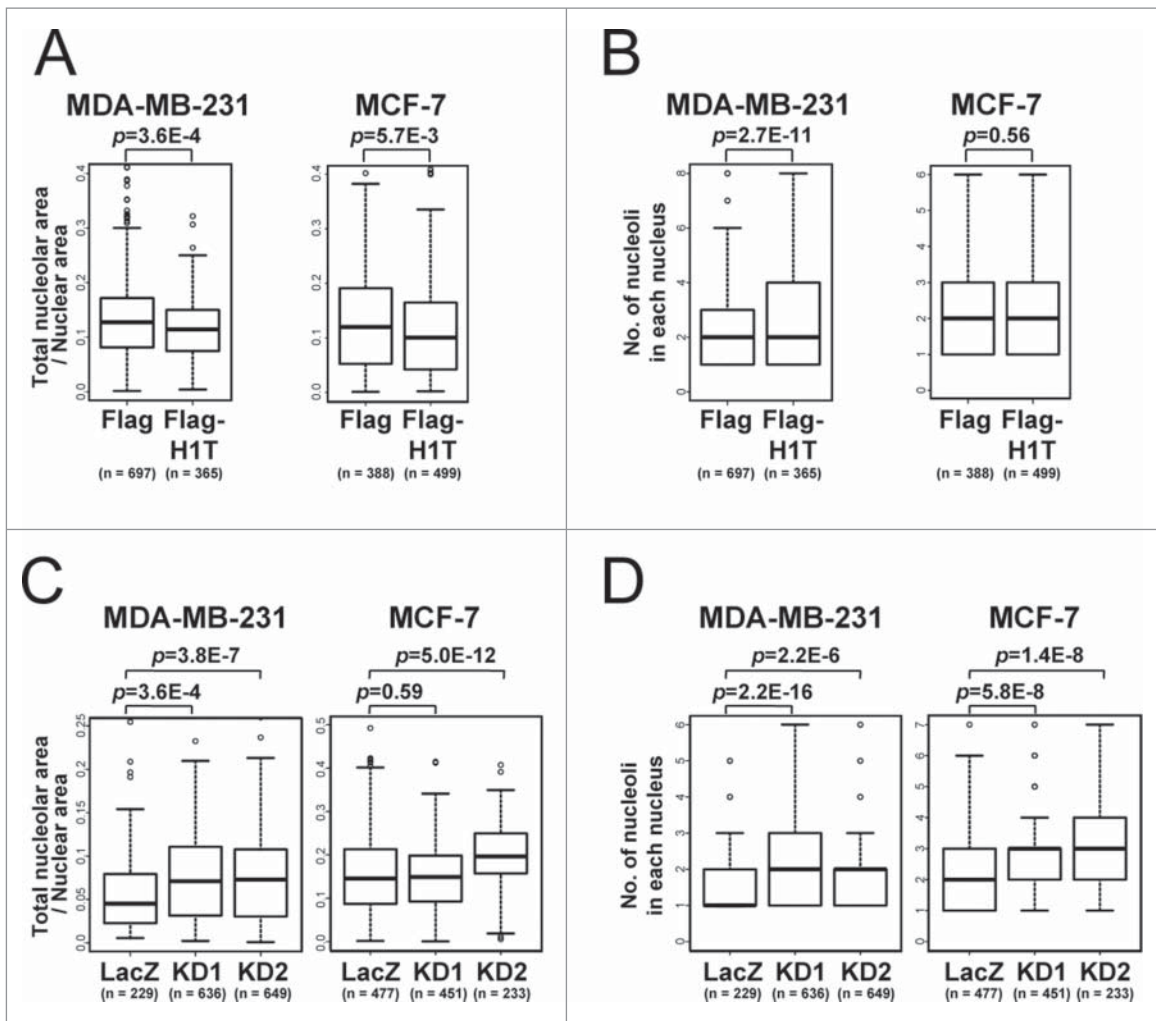 A
MDA-MB-231
MCF-7
p=3.6E-4
p=5.7E-3
Total nucleolar area
/ Nuclear area
0.0 0.1 0.2 0.3 0.4
0.0 0.1 0.2 0.3 0.4
Flag Flag-
H1T
Flag Flag-
H1T
(n = 697) (n = 365)
(n = 388) (n = 499)
B
MDA-MB-231
MCF-7
p=2.7E-11
p=0.56
No. of nucleoli
in each nucleus
0 2 4 6 8
0 1 2 3 4 5 6
Flag Flag-
H1T
Flag Flag-
H1T
(n = 697) (n = 365)
(n = 388) (n = 499)
C
MDA-MB-231
MCF-7
p=3.8E-7
p=3.6E-4
p=5.0E-12
p=0.59
Total nucleolar area
/ Nuclear area
0.0 0.05 0.1 0.15 0.2 0.25
0.0 0.1 0.2 0.3 0.4 0.5
LacZ KD1 KD2
LacZ KD1 KD2
(n = 229) (n = 636) (n = 649)
(n = 477) (n = 451) (n = 233)
D
MDA-MB-231
MCF-7
p=2.2E-6
p=2.2E-16
p=1.4E-8
p=5.8E-8
No. of nucleoli
in each nucleus
0 1 2 3 4 5 6
0 1 2 3 4 5 6 7
LacZ KD1 KD2
LacZ KD1 KD2
(n = 229) (n = 636) (n = 649)
(n = 477) (n = 451) (n = 233)